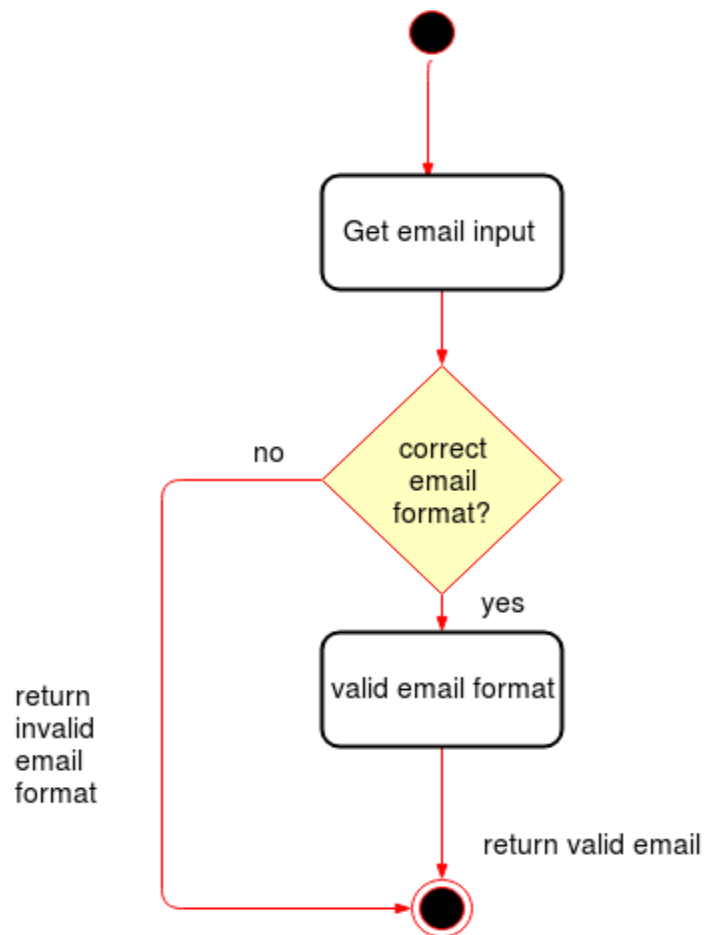 Get email input
correct
email
format?
no
yes
valid email format
return
invalid
email
format
return valid email